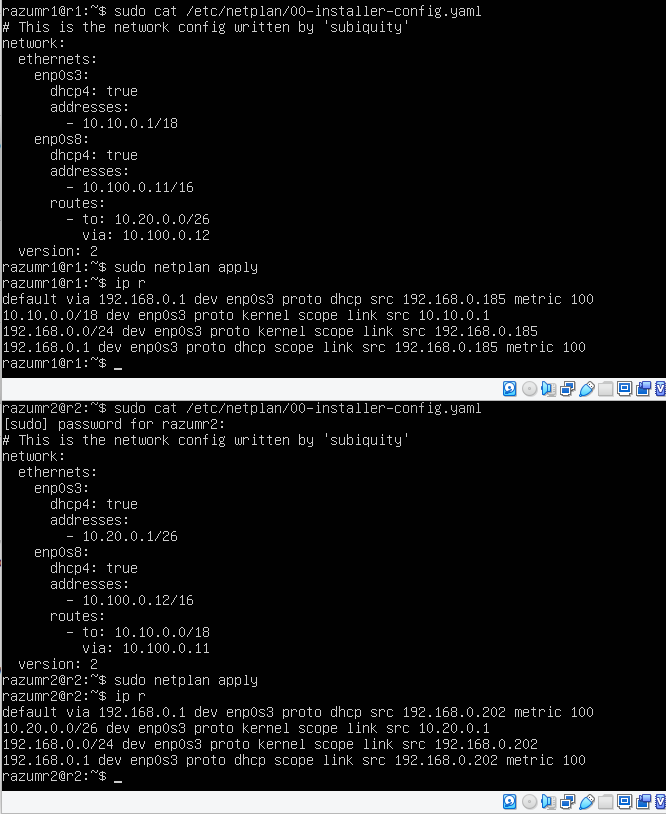 razumr1@r1:~$ sudo cat /etc/netplan/00-installer-config.yaml
# This is the network config written by 'subiquity'
network:
  ethernets:
    enp0s3:
      dhcp4: true
      addresses:
        - 10.10.0.1/18
    enp0s8:
      dhcp4: true
      addresses:
        - 10.100.0.11/16
      routes:
        - to: 10.20.0.0/26
          via: 10.100.0.12
  version: 2
razumr1@r1:~$ sudo netplan apply
razumr1@r1:~$ ip r
default via 192.168.0.1 dev enp0s3 proto dhcp src 192.168.0.185 metric 100
10.10.0.0/18 dev enp0s3 proto kernel scope link src 10.10.0.1
192.168.0.0/24 dev enp0s3 proto kernel scope link src 192.168.0.185
192.168.0.1 dev enp0s3 proto dhcp scope link src 192.168.0.185 metric 100
razumr1@r1:~$ _
razumr2@r2:~$ sudo cat /etc/netplan/00-installer-config.yaml
[sudo] password for razumr2:
# This is the network config written by 'subiquity'
network:
  ethernets:
    enp0s3:
      dhcp4: true
      addresses:
        - 10.20.0.1/26
    enp0s8:
      dhcp4: true
      addresses:
        - 10.100.0.12/16
      routes:
        - to: 10.10.0.0/18
          via: 10.100.0.11
  version: 2
razumr2@r2:~$ sudo netplan apply
razumr2@r2:~$ ip r
default via 192.168.0.1 dev enp0s3 proto dhcp src 192.168.0.202 metric 100
10.20.0.0/26 dev enp0s3 proto kernel scope link src 10.20.0.1
192.168.0.0/24 dev enp0s3 proto kernel scope link src 192.168.0.202
192.168.0.1 dev enp0s3 proto dhcp scope link src 192.168.0.202 metric 100
razumr2@r2:~$ _